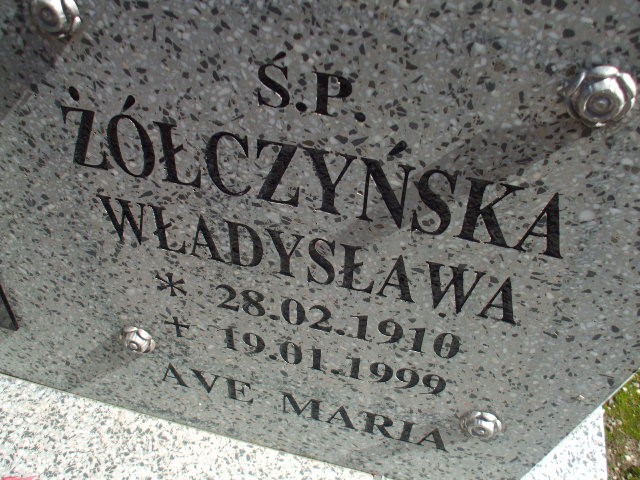 Ś.P.
ŻÓŁCZYŃSKA
WŁADYSŁAWA
* 28.02.1910
+ 19.01.1999
AVE MARIA